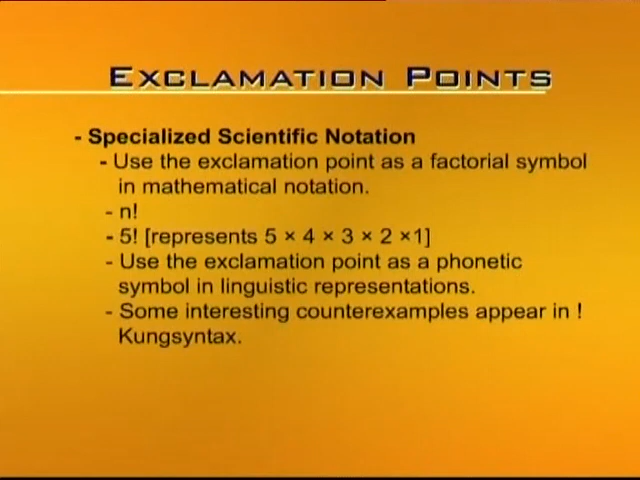 EXCLAMATION POINTS
- Specialized Scientific Notation
- Use the exclamation point as a factorial symbol
in mathematical notation.
- n!
- 5! [represents 5 × 4 × 3 × 2 ×1]
- Use the exclamation point as a phonetic
symbol in linguistic representations.
- Some interesting counterexamples appear in !
Kungsyntax.